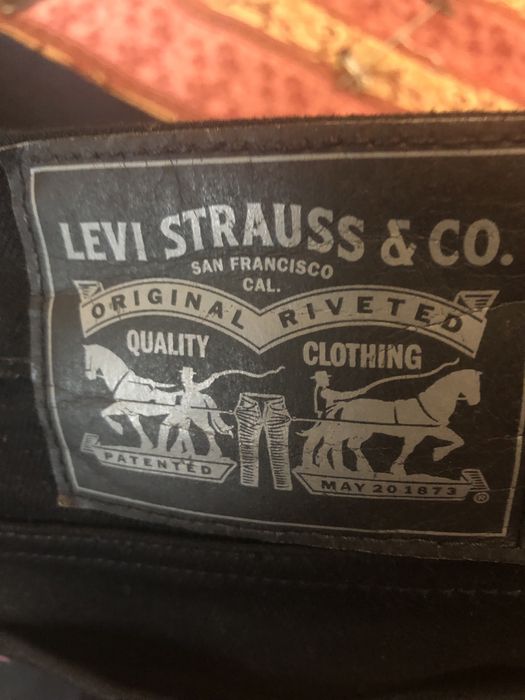 LEVI STRAUSS & CO.
SAN FRANCISCO
CAL.
ORIGINAL RIVETED
QUALITY CLOTHING
PATENTED
MAY 20 1873
®